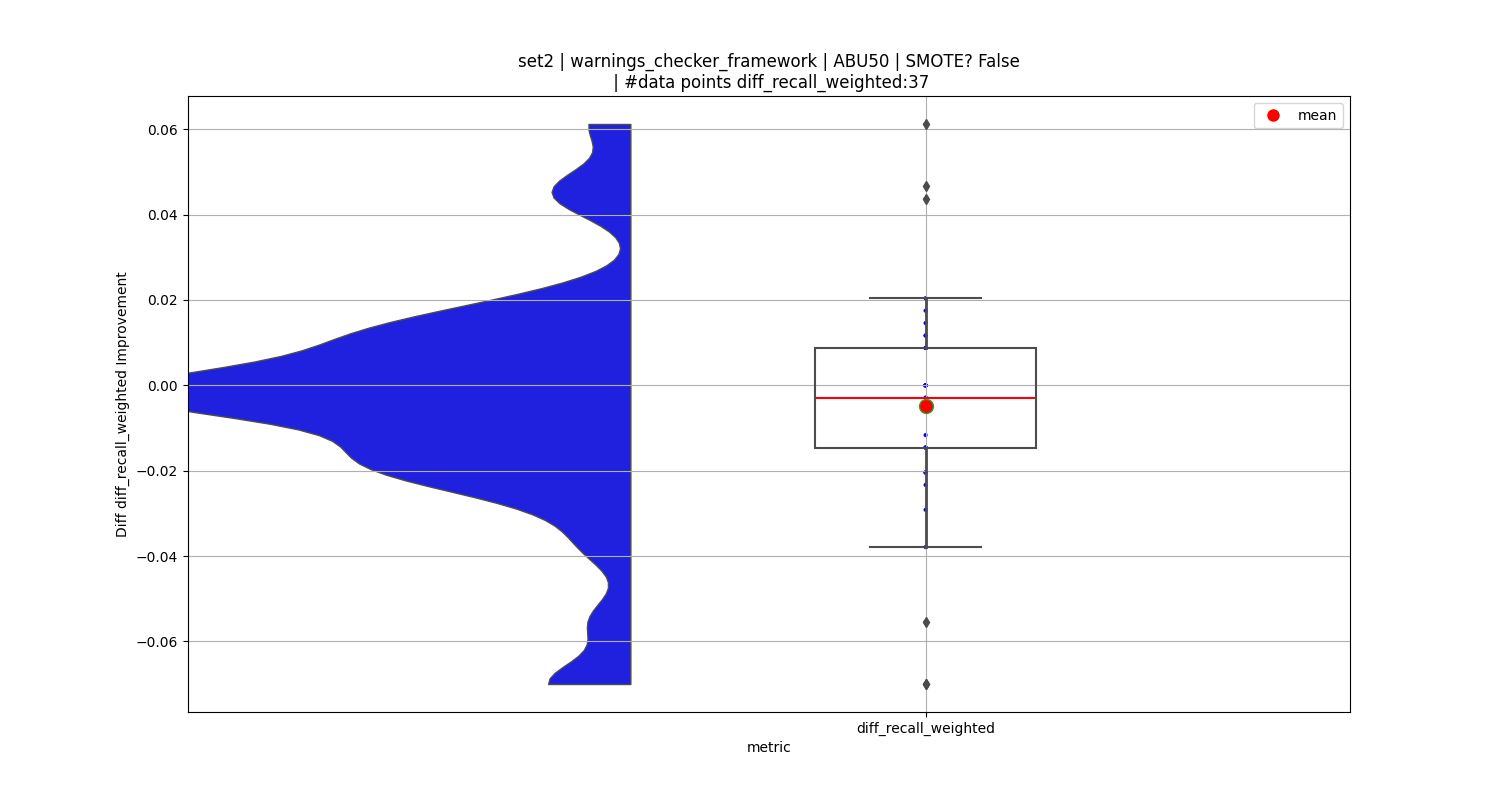 set2 | warnings_checker_framework | ABU50 | SMOTE? False
| #data points diff_recall_weighted:37
mean
0.06
0.04
0.02
0.00
−0.02
−0.04
−0.06
Diff diff_recall_weighted Improvement
diff_recall_weighted
metric